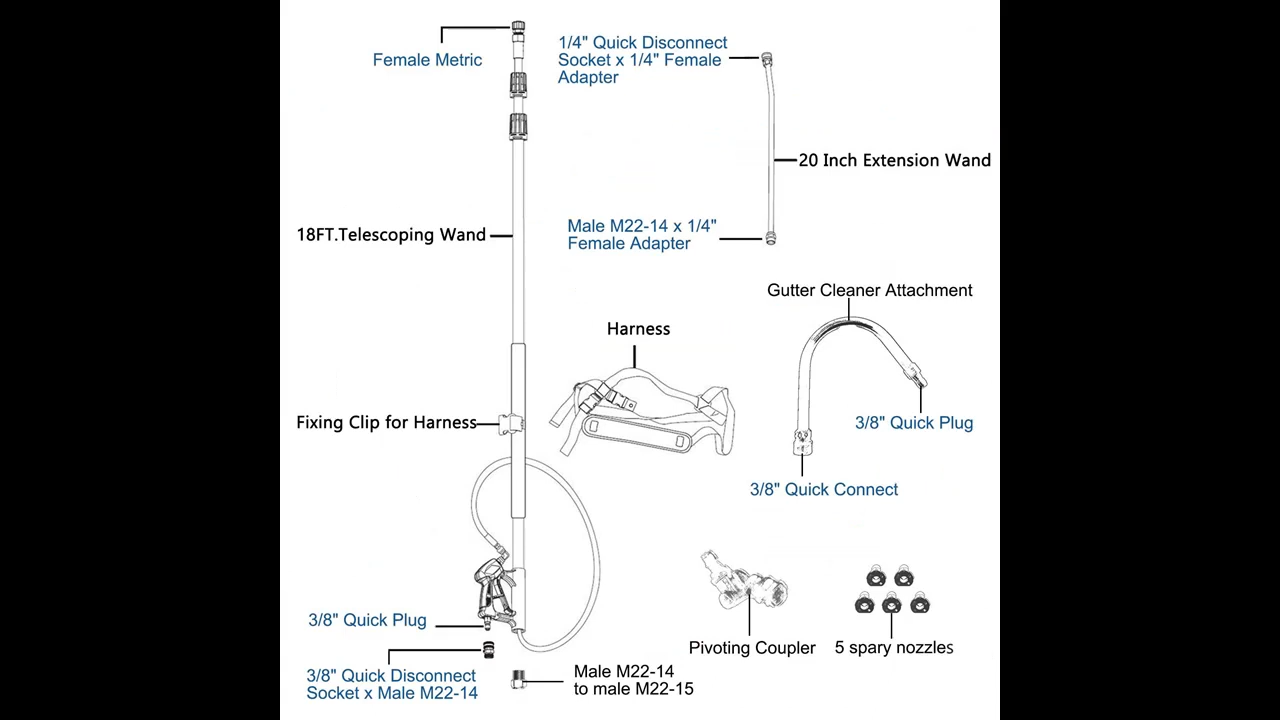 Female Metric
1/4" Quick Disconnect
Socket x 1/4" Female
Adapter
20 Inch Extension Wand
18FT.Telescoping Wand
Male M22-14 x 1/4"
Female Adapter
Gutter Cleaner Attachment
Harness
Fixing Clip for Harness
3/8" Quick Plug
3/8" Quick Connect
3/8" Quick Plug
Pivoting Coupler
5 spary nozzles
3/8" Quick Disconnect
Socket x Male M22-14
Male M22-14
to male M22-15